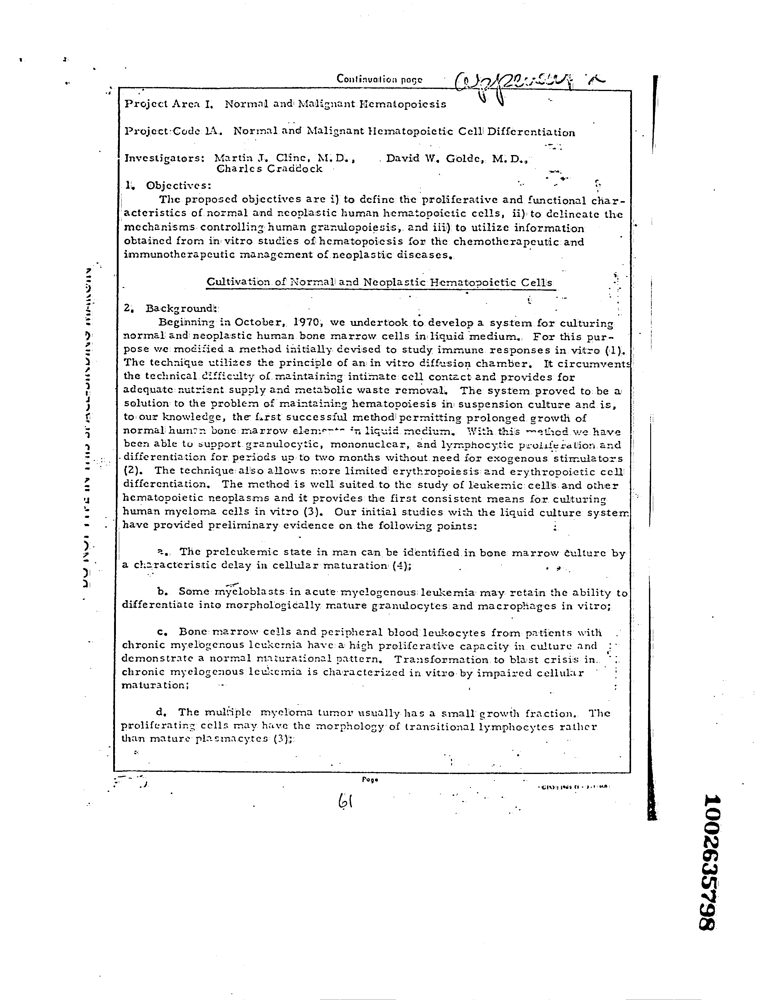 Continuation page
Project Area I. Normal and Malignant Hematopoiesis
Project Code 1A. Normal and Malignant Hematopoietic Cell Differentiation
Investigators: Martin J. Cline, M.D., David W. Golde, M.D.,
Charles Craddock
1. Objectives:
The proposed objectives are i) to define the proliferative and functional char-
acteristics of normal and neoplastic human hematopoietic cells, ii) to delineate the
mechanisms controlling human granulopoiesis, and iii) to utilize information
obtained from in vitro studies of hematopoiesis for the chemotherapeutic and
immunotherapeutic management of neoplastic diseases.
Cultivation of Normal and Neoplastic Hematopoietic Cells
2. Background:
Beginning in October, 1970, we undertook to develop a system for culturing
normal and neoplastic human bone marrow cells in liquid medium. For this pur-
pose we modified a method initially devised to study immune responses in vitro (1).
The technique utilizes the principle of an in vitro diffusion chamber. It circumvents
the technical difficulty of maintaining intimate cell contact and provides for
adequate nutrient supply and metabolic waste removal. The system proved to be a
solution to the problem of maintaining hematopoiesis in suspension culture and is,
to our knowledge, the first successful method permitting prolonged growth of
normal human bone marrow elements in liquid medium. With this method we have
been able to support granulocytic, mononuclear, and lymphocytic proliferation and
differentiation for periods up to two months without need for exogenous stimulators
(2). The technique also allows more limited erythropoiesis and erythropoietic cell
differentiation. The method is well suited to the study of leukemic cells and other
hematopoietic neoplasms and it provides the first consistent means for culturing
human myeloma cells in vitro (3). Our initial studies with the liquid culture system
have provided preliminary evidence on the following points:
a. The preleukemic state in man can be identified in bone marrow culture by
a characteristic delay in cellular maturation (4);
b. Some myeloblasts in acute myelogenous leukemia may retain the ability to
differentiate into morphologically mature granulocytes and macrophages in vitro;
c. Bone marrow cells and peripheral blood leukocytes from patients with
chronic myelogenous leukemia have a high proliferative capacity in culture and
demonstrate a normal maturational pattern. Transformation to blast crisis in
chronic myelogenous leukemia is characterized in vitro by impaired cellular
maturation;
d. The multiple myeloma tumor usually has a small growth fraction. The
proliferating cells may have the morphology of transitional lymphocytes rather
than mature plasmacytes (3);
Page
61
1002635798